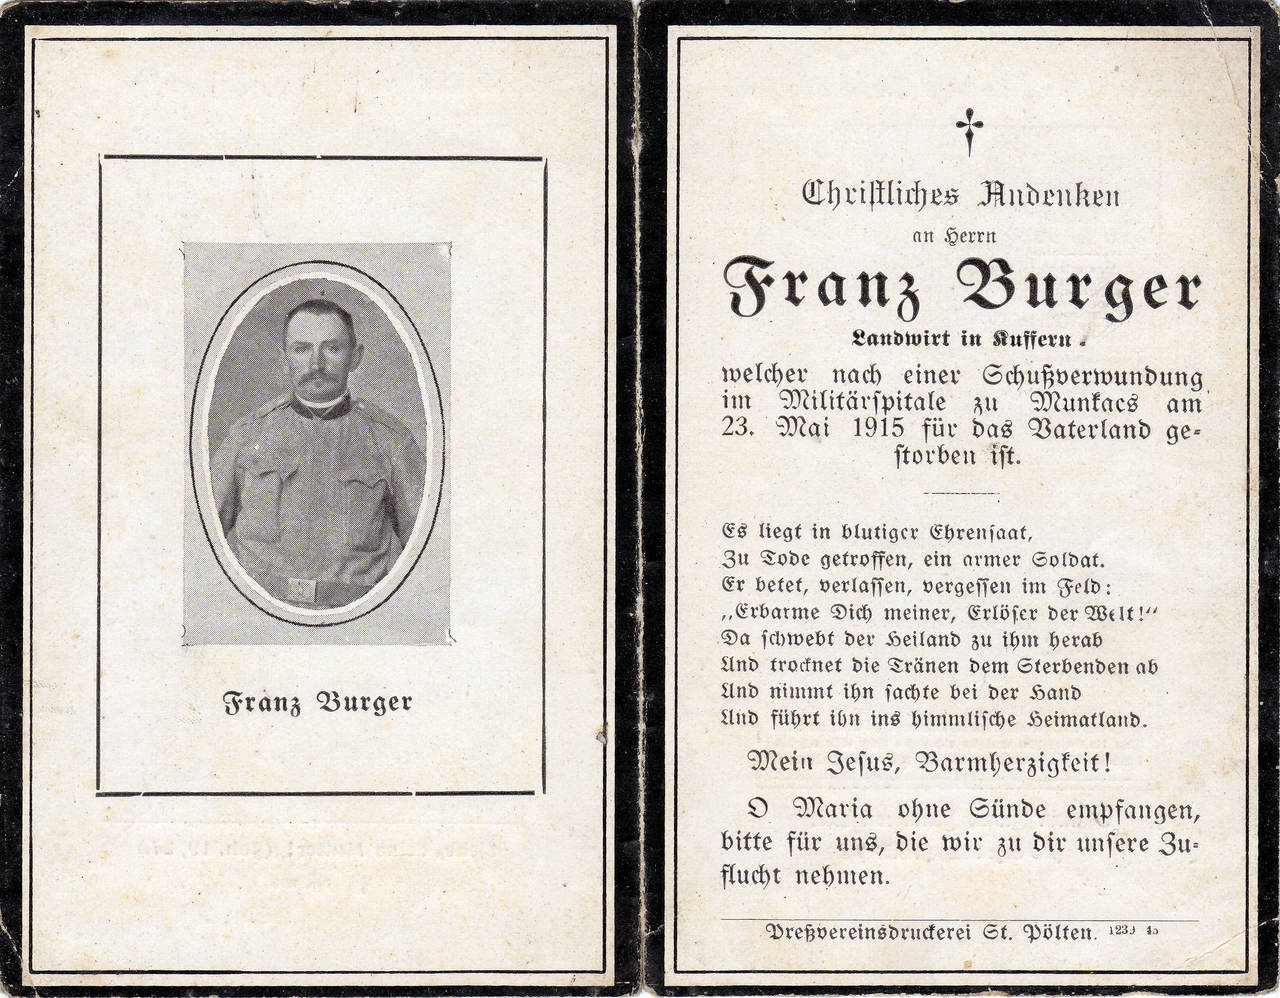 Franz Burger
Christliches Andenken
an Herrn
Franz Burger
Landwirt in Kuffern.
welcher nach einer Schußverwundung
im Militärspitale zu Munkacs am
23. Mai 1915 für das Vaterland ge-
storben ist.
Es liegt in blutiger Ehrensaat,
Zu Tode getroffen, ein armer Soldat.
Er betet, verlassen, vergessen im Feld:
„Erbarme Dich meiner, Erlöser der Welt!“
Da schwebt der Heiland zu ihm herab
Und trocknet die Tränen dem Sterbenden ab
Und nimmt ihn sachte bei der Hand
Und führt ihn ins himmlische Heimatland.
Mein Jesus, Barmherzigkeit!
O Maria ohne Sünde empfangen,
bitte für uns, die wir zu dir unsere Zu-
flucht nehmen.
Preßvereinsdruckerei St. Pölten.